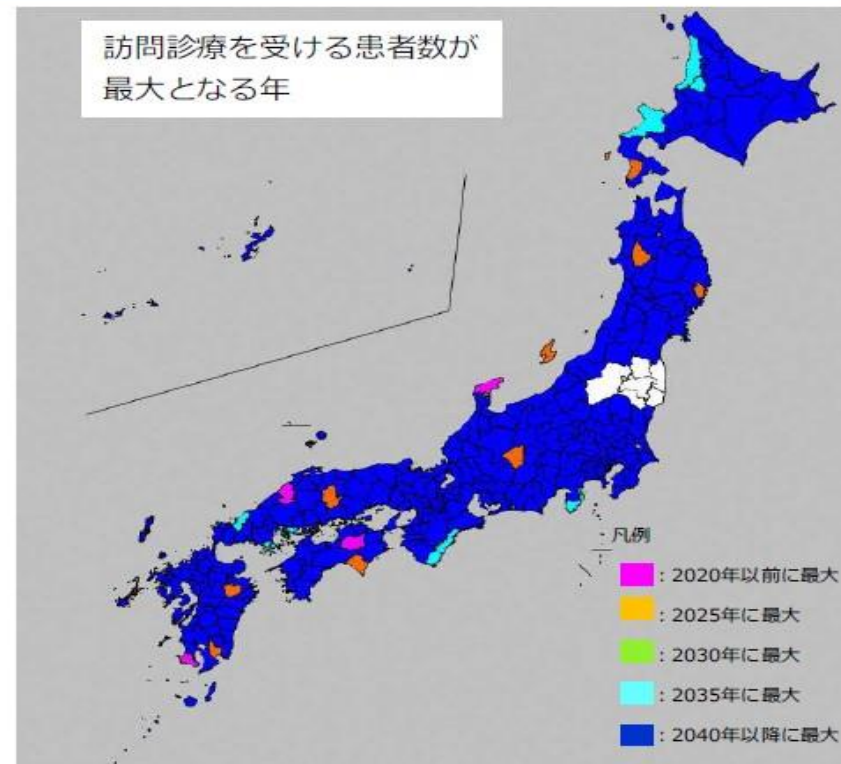 訪問診療を受ける患者数が
最大となる年
凡例
：2020年以前に最大
：2025年に最大
：2030年に最大
：2035年に最大
：2040年以降に最大